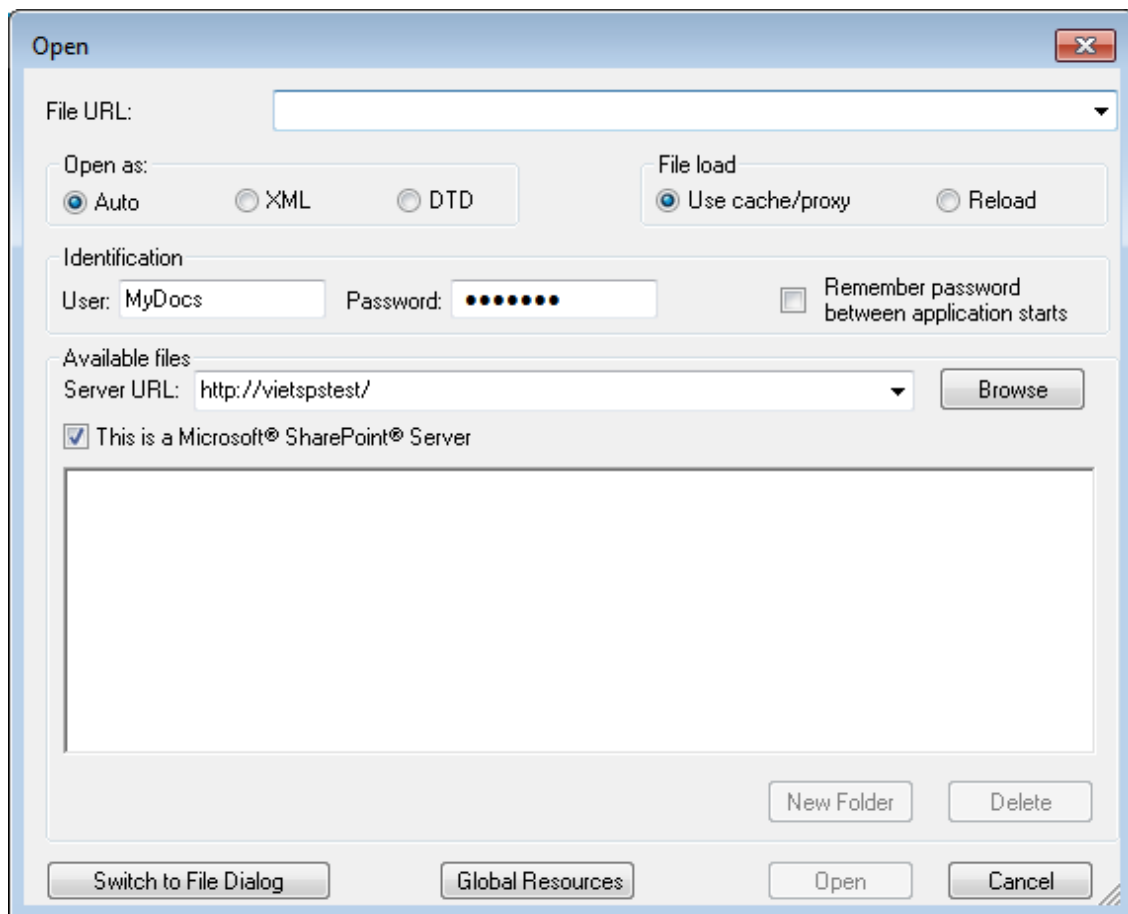 Open
File URL:
Open as:
File load
Auto XML DTD
Use cache/proxy Reload
Identification
User: MyDocs Password: ●●●●●●●
Remember password
between application starts
Available files
Server URL: http://vietspstest/ Browse
This is a Microsoft® SharePoint® Server
New Folder Delete
Switch to File Dialog Global Resources Open Cancel